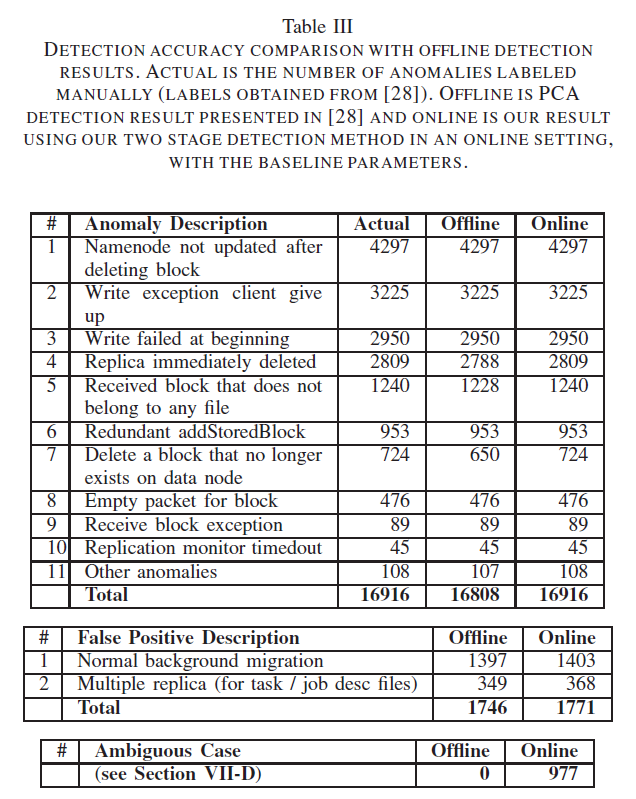 Table III
DETECTION ACCURACY COMPARISON WITH OFFLINE DETECTION
RESULTS. ACTUAL IS THE NUMBER OF ANOMALIES LABELED
MANUALLY (LABELS OBTAINED FROM [28]). OFFLINE IS PCA
DETECTION RESULT PRESENTED IN [28] AND ONLINE IS OUR RESULT
USING OUR TWO STAGE DETECTION METHOD IN AN ONLINE SETTING,
WITH THE BASELINE PARAMETERS.
# Anomaly Description Actual Offline Online
1 Namenode not updated after 4297 4297 4297
deleting block
2 Write exception client give 3225 3225 3225
up
3 Write failed at beginning 2950 2950 2950
4 Replica immediately deleted 2809 2788 2809
5 Received block that does not 1240 1228 1240
belong to any file
6 Redundant addStoredBlock 953 953 953
7 Delete a block that no longer 724 650 724
exists on data node
8 Empty packet for block 476 476 476
9 Receive block exception 89 89 89
10 Replication monitor timedout 45 45 45
11 Other anomalies 108 107 108
Total 16916 16808 16916
# False Positive Description Offline Online
1 Normal background migration 1397 1403
2 Multiple replica (for task / job desc files) 349 368
Total 1746 1771
# Ambiguous Case Offline Online
(see Section VII-D) 0 977